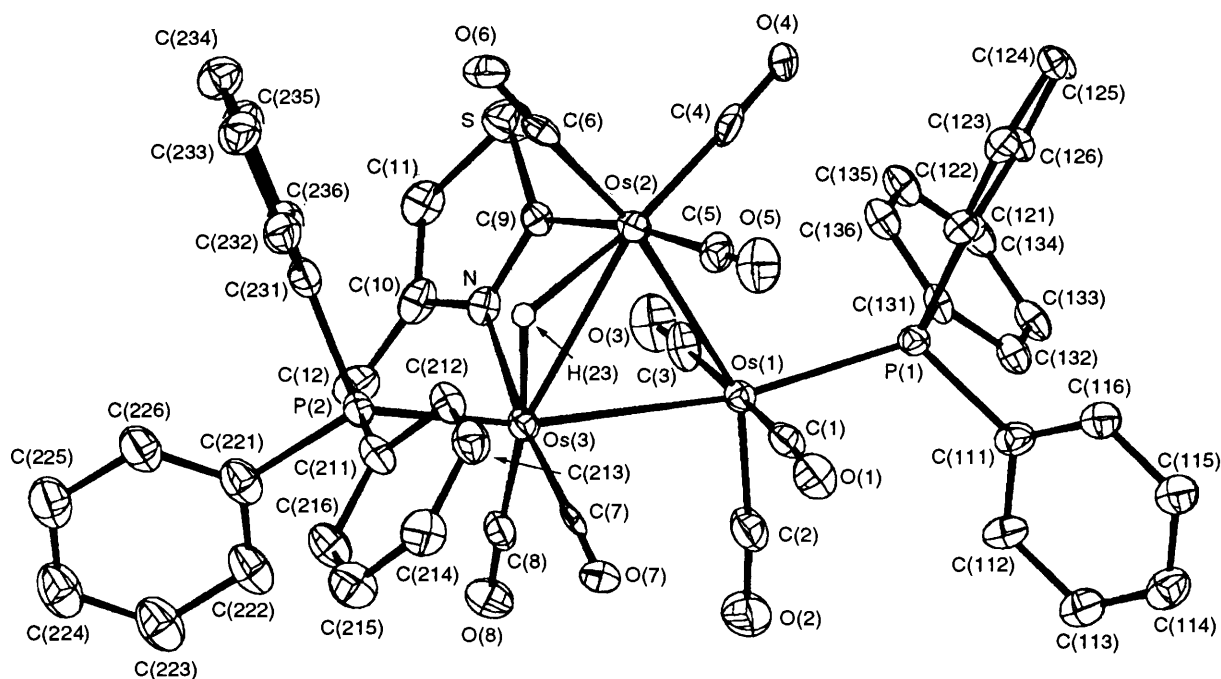 C(234)
O(6)
O(4)
C(124)
C(235)
C(125)
S
C(6)
C(4)
C(123)
C(233)
C(126)
C(11)
Os(2)
C(135)
C(122)
C(236)
C(9)
C(5)
O(5)
C(136)
C(121)
C(232)
C(134)
N
C(231)
C(10)
C(131)
C(133)
O(3)
Os(1)
C(212)
C(3)
C(132)
C(12)
H(23)
P(1)
P(2)
C(116)
C(226)
Os(3)
C(1)
C(221)
C(211)
C(213)
C(111)
C(115)
C(225)
O(1)
C(216)
C(7)
C(2)
C(8)
C(112)
C(214)
O(7)
C(222)
C(215)
O(2)
C(224)
O(8)
C(114)
C(113)
C(223)